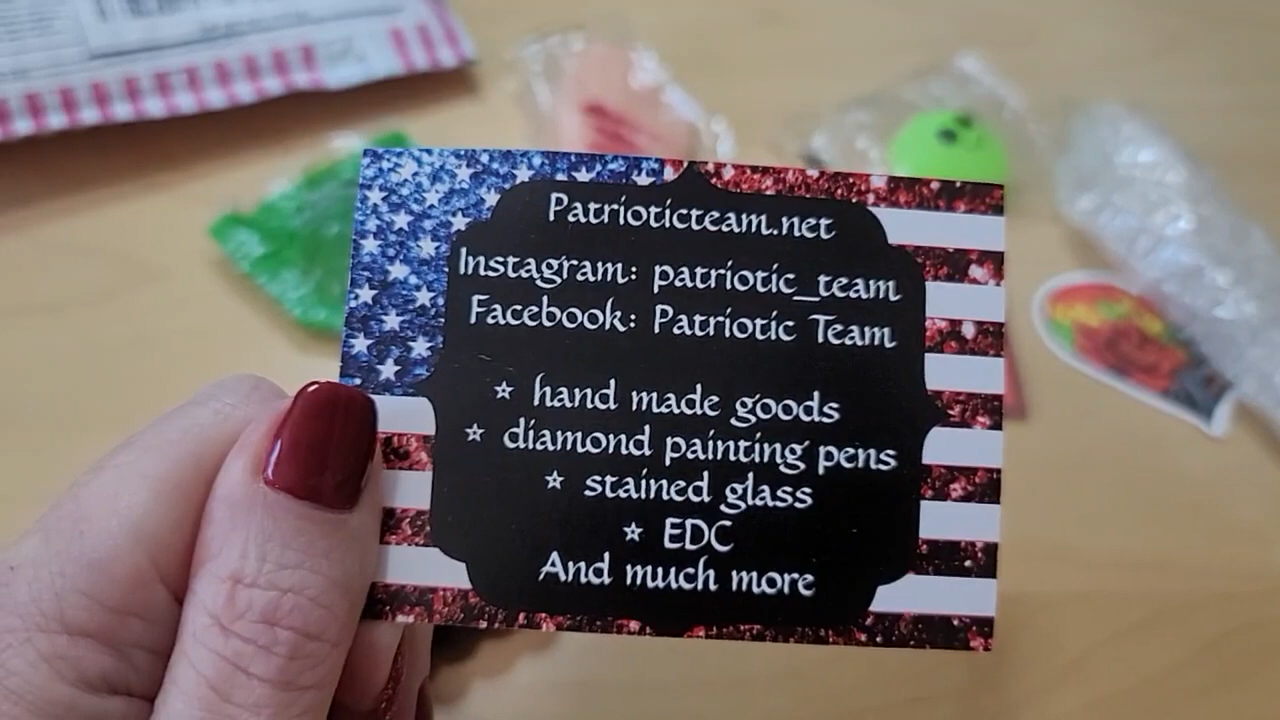 Patrioticteam.net
Instagram: patriotic_team
Facebook: Patriotic Team
☆ hand made goods
☆ diamond painting pens
☆ stained glass
☆ EDC
And much more